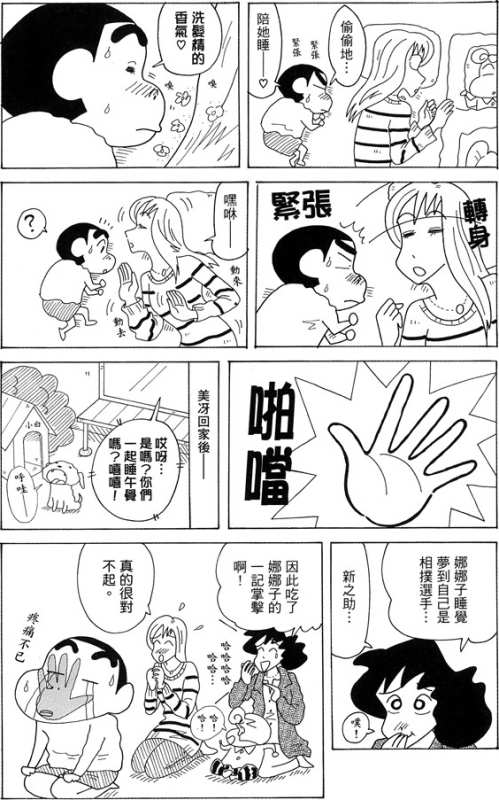 偷偷地…
陪她睡—♡
緊張
緊張
洗髮精的
香氣♡
嗅
嗅
轉身
緊張
嘿咻——
？
動來
動去
啪噹
美冴回家後——
哎呀…
是嗎？你們
一起睡午覺
嗎？嘻嘻！
小白
呼哇—
娜娜子睡覺
夢到自己是
相撲選手…
新之助…
噗！
因此吃了
娜娜子的
一記掌擊
啊！
哈哈哈…
哈哈哈…
哈！
哈！
真的很對
不起。
疼痛不已